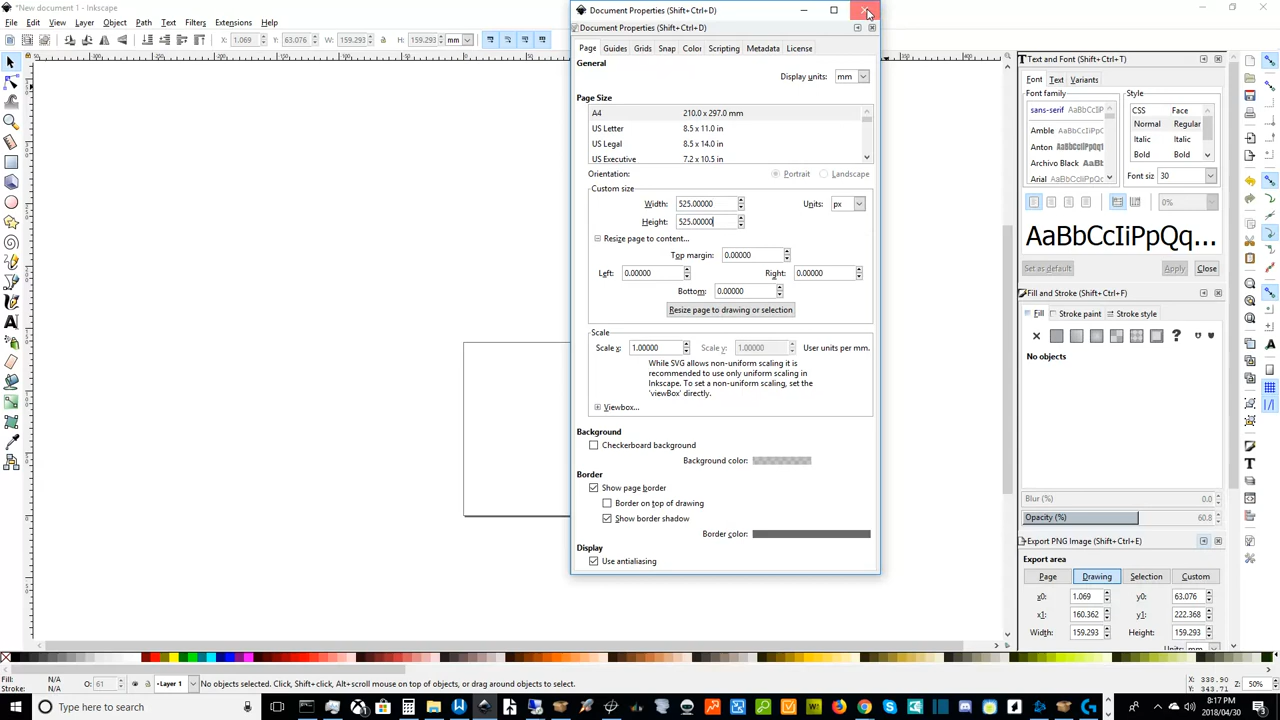 *New document 1 - Inkscape
File Edit View Layer Object Path Text Filters Extensions Help
X: 1.069 Y: 63.076 W: 159.293 H: 159.293 mm
Document Properties (Shift+Ctrl+D)
Document Properties (Shift+Ctrl+D)
Page Guides Grids Snap Color Scripting Metadata License
General
Display units: mm
Page Size
A4 210.0 x 297.0 mm
US Letter 8.5 x 11.0 in
US Legal 8.5 x 14.0 in
US Executive 7.2 x 10.5 in
Orientation: Portrait Landscape
Custom size
Width: 525.00000 Units: px
Height: 525.00000
Resize page to content...
Top margin: 0.00000
Left: 0.00000 Right: 0.00000
Bottom: 0.00000
Resize page to drawing or selection
Scale
Scale x: 1.00000 Scale y: 1.00000 User units per mm.
While SVG allows non-uniform scaling it is
recommended to use only uniform scaling in
Inkscape. To set a non-uniform scaling, set the
'viewBox' directly.
Viewbox...
Background
Checkerboard background
Background color:
Border
Show page border
Border on top of drawing
Show border shadow
Border color:
Display
Use antialiasing
Text and Font (Shift+Ctrl+T)
Font Text Variants
Font family Style
sans-serif AaBbCc CSS Face
Amble AaBbCcIiPpQ Normal Regular
Anton AaBbCcIiPpQ Italic Italic
Archivo Black AaBb Bold Bold
Arial AaBbCcIiPpQq
Font siz 30
0%
AaBbCcIiPpQq...
Set as default Apply Close
Fill and Stroke (Shift+Ctrl+F)
Fill Stroke paint Stroke style
?
No objects
Blur (%) 0.0
Opacity (%) 60.8
Export PNG Image (Shift+Ctrl+E)
Export area
Page Drawing Selection Custom
x0: 1.069 y0: 63.076
x1: 160.362 y1: 222.368
Width: 159.293 Height: 159.293
Units: mm
Fill: N/A
Stroke: N/A O: 61 Layer 1 No objects selected. Click, Shift+click, Alt+scroll mouse on top of objects, or drag around objects to select. X: 338.90 Y: 343.71 Z: 50%
Type here to search
8:17 PM
2018/04/30